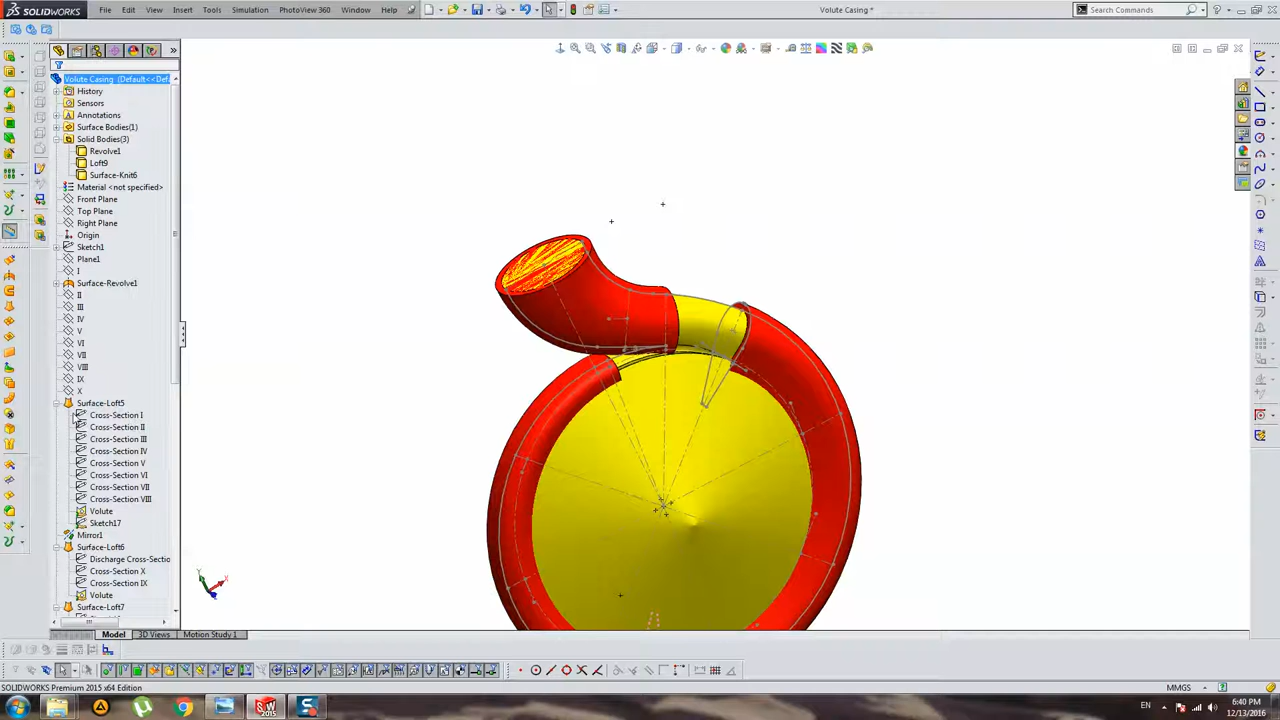 SOLIDWORKS File Edit View Insert Tools Simulation PhotoView 360 Window Help Volute Casing * Search Commands
Volute Casing (Default<<Def
History
Sensors
Annotations
Surface Bodies(1)
Solid Bodies(3)
Revolve1
Loft9
Surface-Knit6
Material <not specified>
Front Plane
Top Plane
Right Plane
Origin
Sketch1
Plane1
I
Surface-Revolve1
II
III
IV
V
VI
VII
VIII
IX
X
Surface-Loft5
Cross-Section I
Cross-Section II
Cross-Section III
Cross-Section IV
Cross-Section V
Cross-Section VI
Cross-Section VII
Cross-Section VIII
Volute
Sketch17
Mirror1
Surface-Loft6
Discharge Cross-Sectio
Cross-Section X
Cross-Section IX
Volute
Surface-Loft7
Y X
Model 3D Views Motion Study 1
SOLIDWORKS Premium 2015 x64 Edition MMGS
EN 6:40 PM
12/13/2016